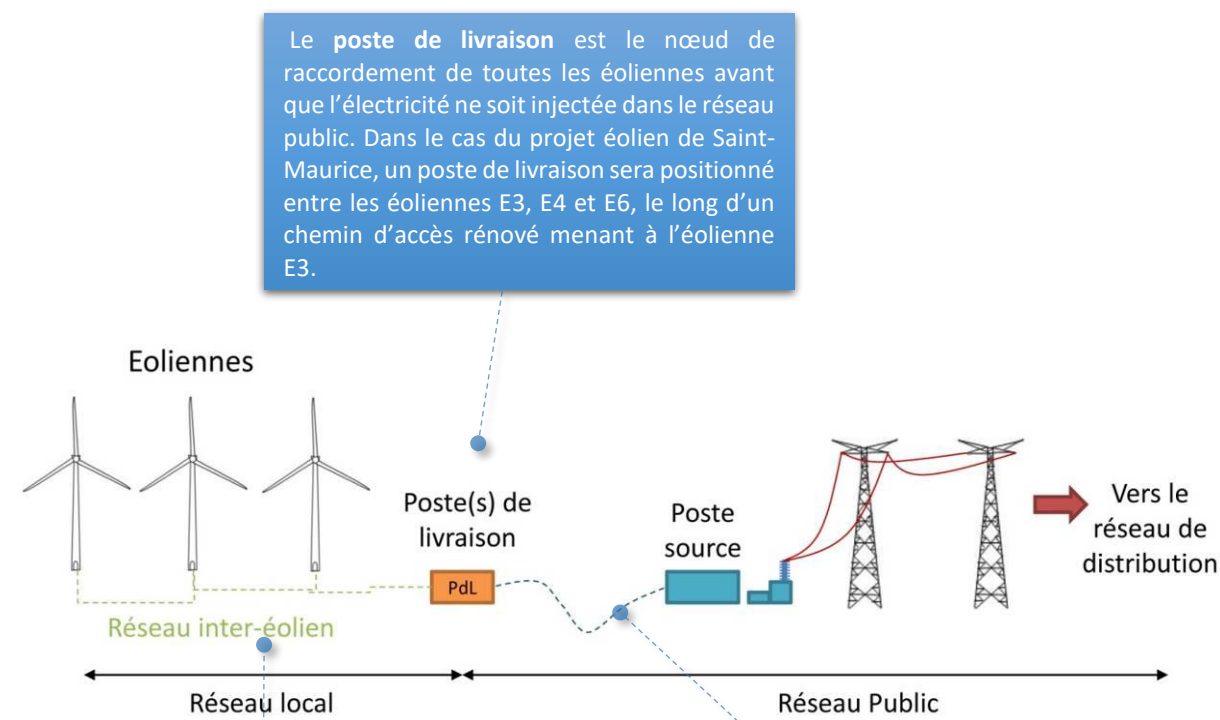 Le poste de livraison est le nœud de
raccordement de toutes les éoliennes avant
que l’électricité ne soit injectée dans le réseau
public. Dans le cas du projet éolien de Saint-
Maurice, un poste de livraison sera positionné
entre les éoliennes E3, E4 et E6, le long d’un
chemin d’accès rénové menant à l’éolienne
E3.
Eoliennes
Poste(s) de
livraison
PdL
Poste
source
Vers le
réseau de
distribution
Réseau inter-éolien
Réseau local
Réseau Public